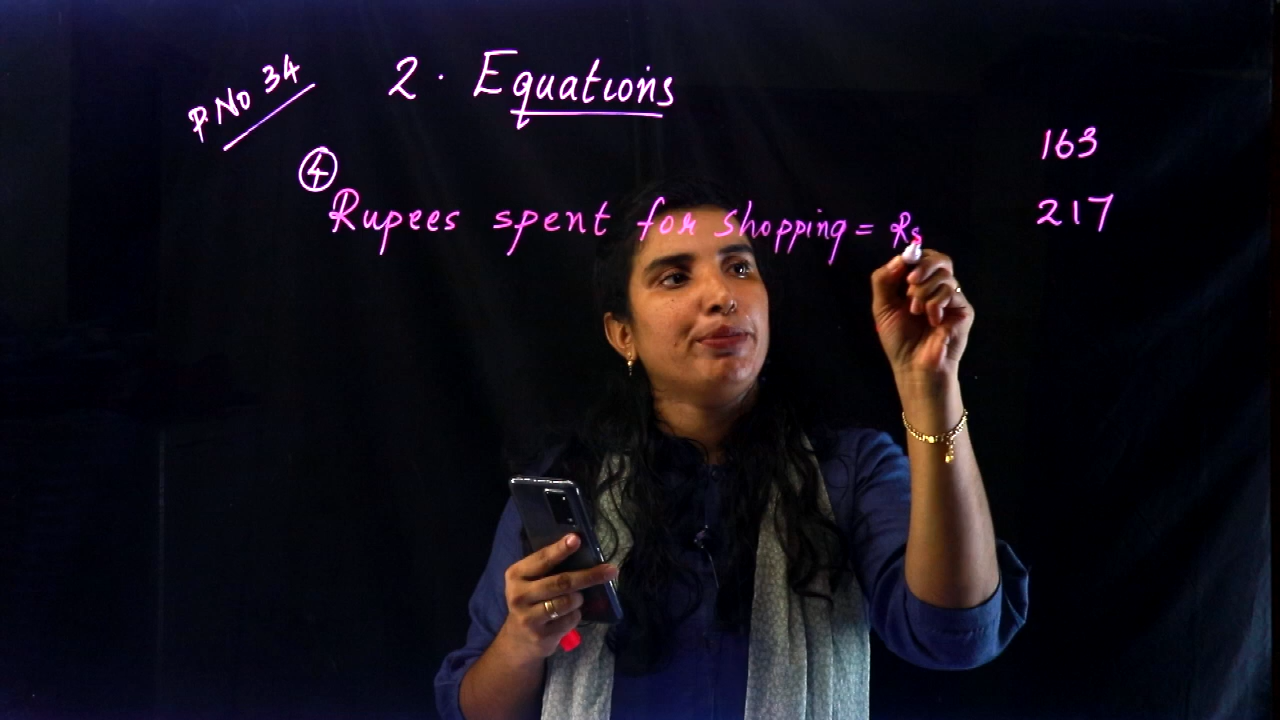 P.No 34
2. Equations
163
4
Rupees spent for shopping = Rs
217